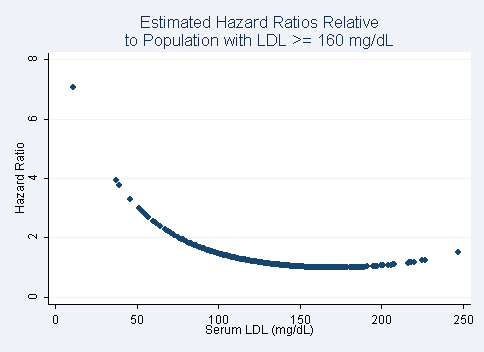 Estimated Hazard Ratios Relative
to Population with LDL >= 160 mg/dL
8
6
4
2
0
Hazard Ratio
0 50 100 150 200 250
Serum LDL (mg/dL)